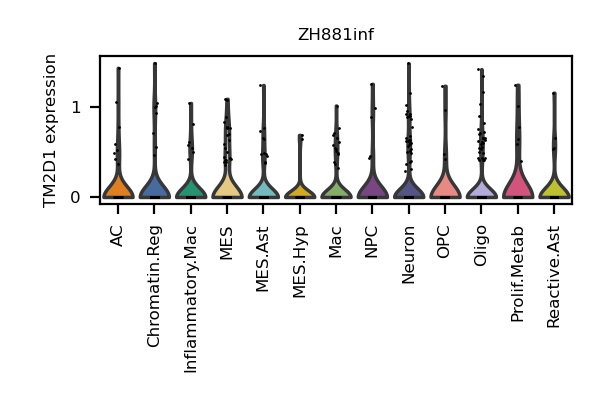 ZH881inf
TM2D1 expression
1
0
AC
Chromatin.Reg
Inflammatory.Mac
MES
MES.Ast
MES.Hyp
Mac
NPC
Neuron
OPC
Oligo
Prolif.Metab
Reactive.Ast